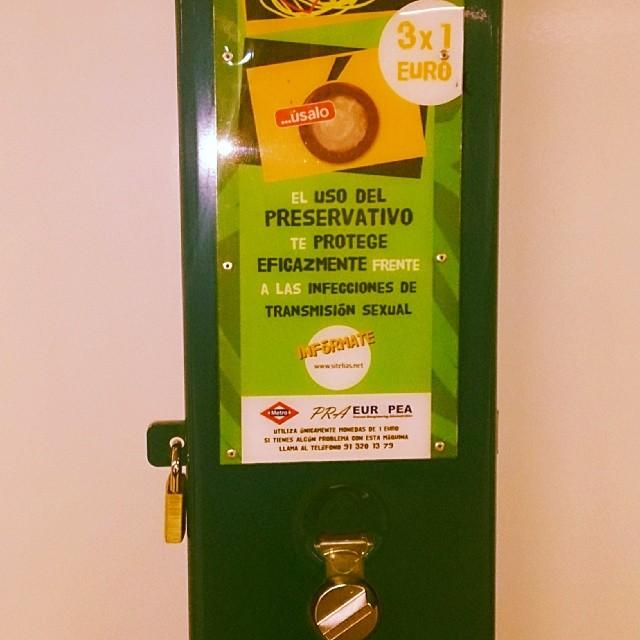 3x1
EURO
...úsalo
EL USO DEL
PRESERVATIVO
TE PROTEGE
EFICAZMENTE FRENTE
A LAS INFECCIONES DE
TRANSMISIÓN SEXUAL
INFÓRMATE
Metro
PRA EUR PEA
UTILIZA ÚNICAMENTE MONEDAS DE 1 EURO
SI TIENES ALGÚN PROBLEMA CON ESTA MÁQUINA
LLAMA AL TELÉFONO 91 320 13 79